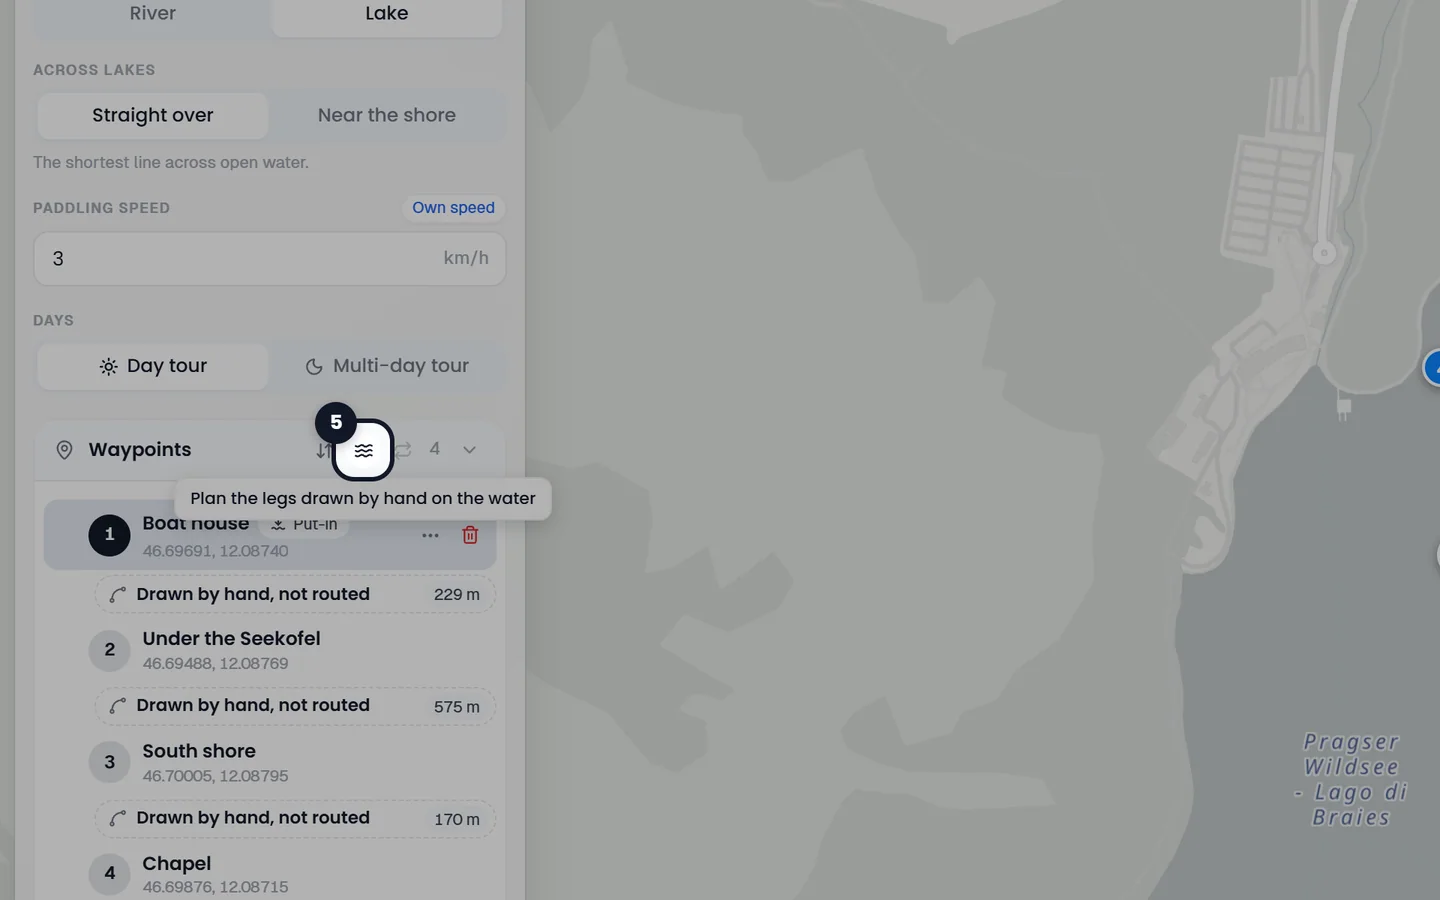 River
Lake
ACROSS LAKES
Straight over
Near the shore
The shortest line across open water.
PADDLING SPEED
Own speed
3
km/h
DAYS
Day tour
Multi-day tour
5
Waypoints
4
Plan the legs drawn by hand on the water
1
Boat house
Put-in
46.69691, 12.08740
Drawn by hand, not routed
229 m
2
Under the Seekofel
46.69488, 12.08769
Drawn by hand, not routed
575 m
3
South shore
46.70005, 12.08795
Drawn by hand, not routed
170 m
4
Chapel
46.69876, 12.08715
Pragser
Wildsee
- Lago di
Braies